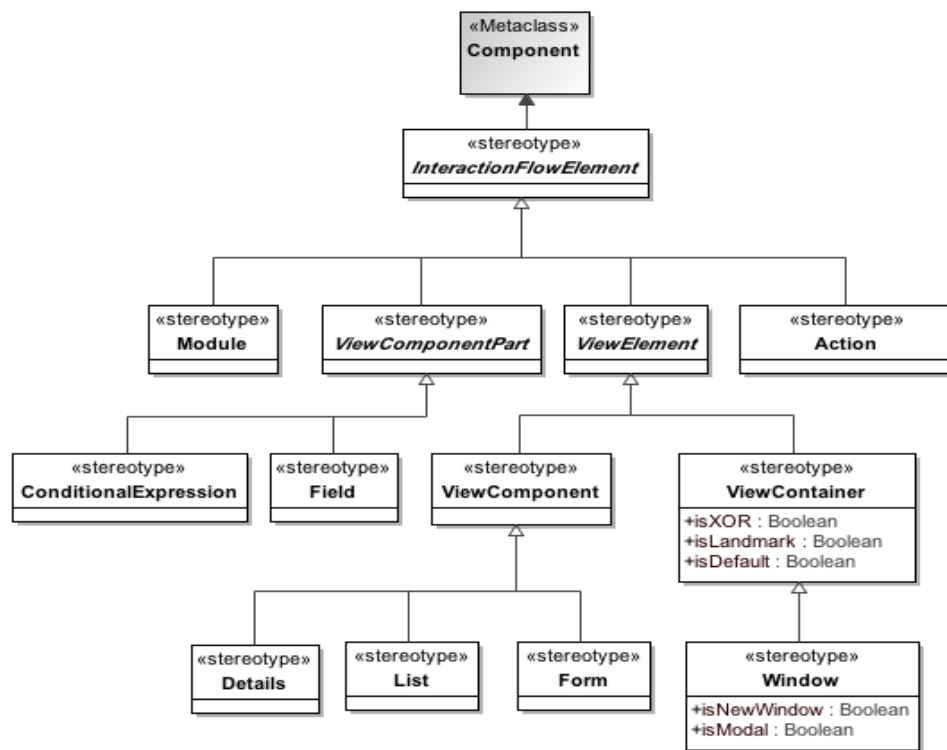 «Metaclass»
Component
«stereotype»
InteractionFlowElement
«stereotype»
Module
«stereotype»
ViewComponentPart
«stereotype»
ViewElement
«stereotype»
Action
«stereotype»
ConditionalExpression
«stereotype»
Field
«stereotype»
ViewComponent
«stereotype»
ViewContainer
+isXOR : Boolean
+isLandmark : Boolean
+isDefault : Boolean
«stereotype»
Details
«stereotype»
List
«stereotype»
Form
«stereotype»
Window
+isNewWindow : Boolean
+isModal : Boolean